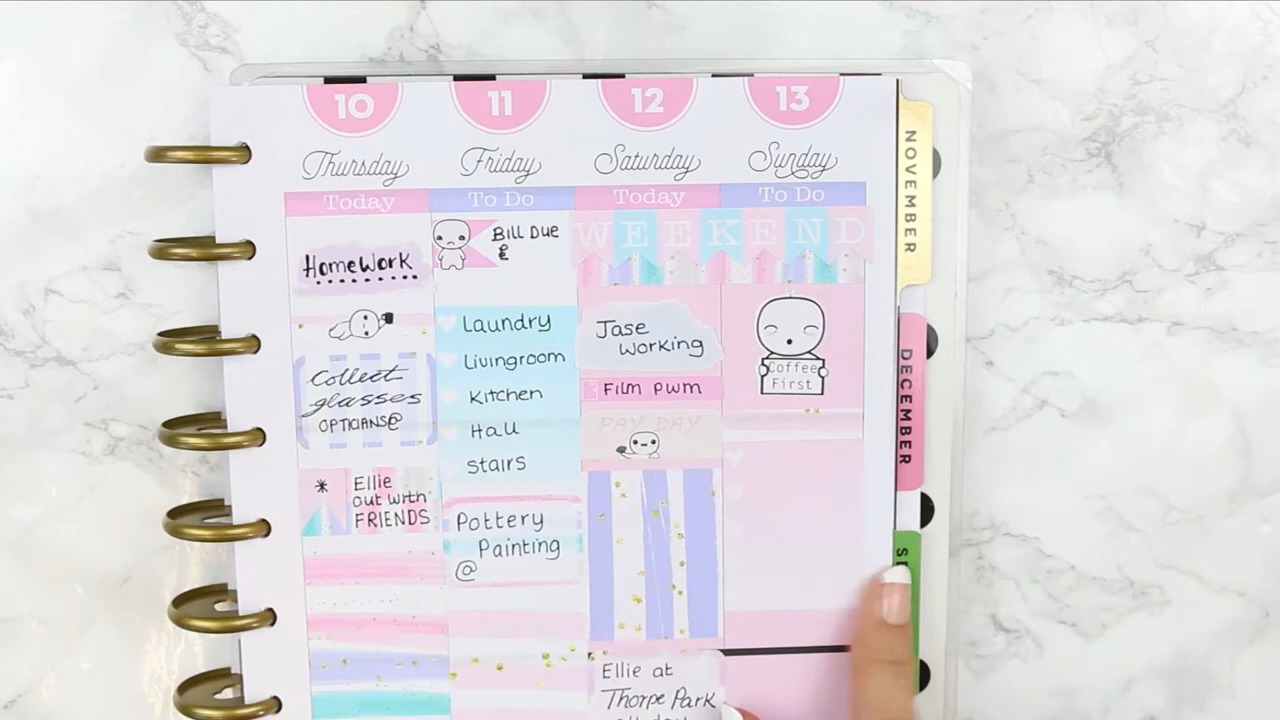 10
11
12
13
Thursday
Friday
Saturday
Sunday
Today
To Do
Today
To Do
HomeWork
Collect
glasses
OPTICIANS@
* Ellie
out with
FRIENDS
Bill Due
£
Laundry
Livingroom
Kitchen
Hall
Stairs
Pottery
Painting
@
WEEKEND
Jase
Working
Film PWM
PAY DAY
Ellie at
Thorpe Park
all day
Coffee
First
NOVEMBER
DECEMBER